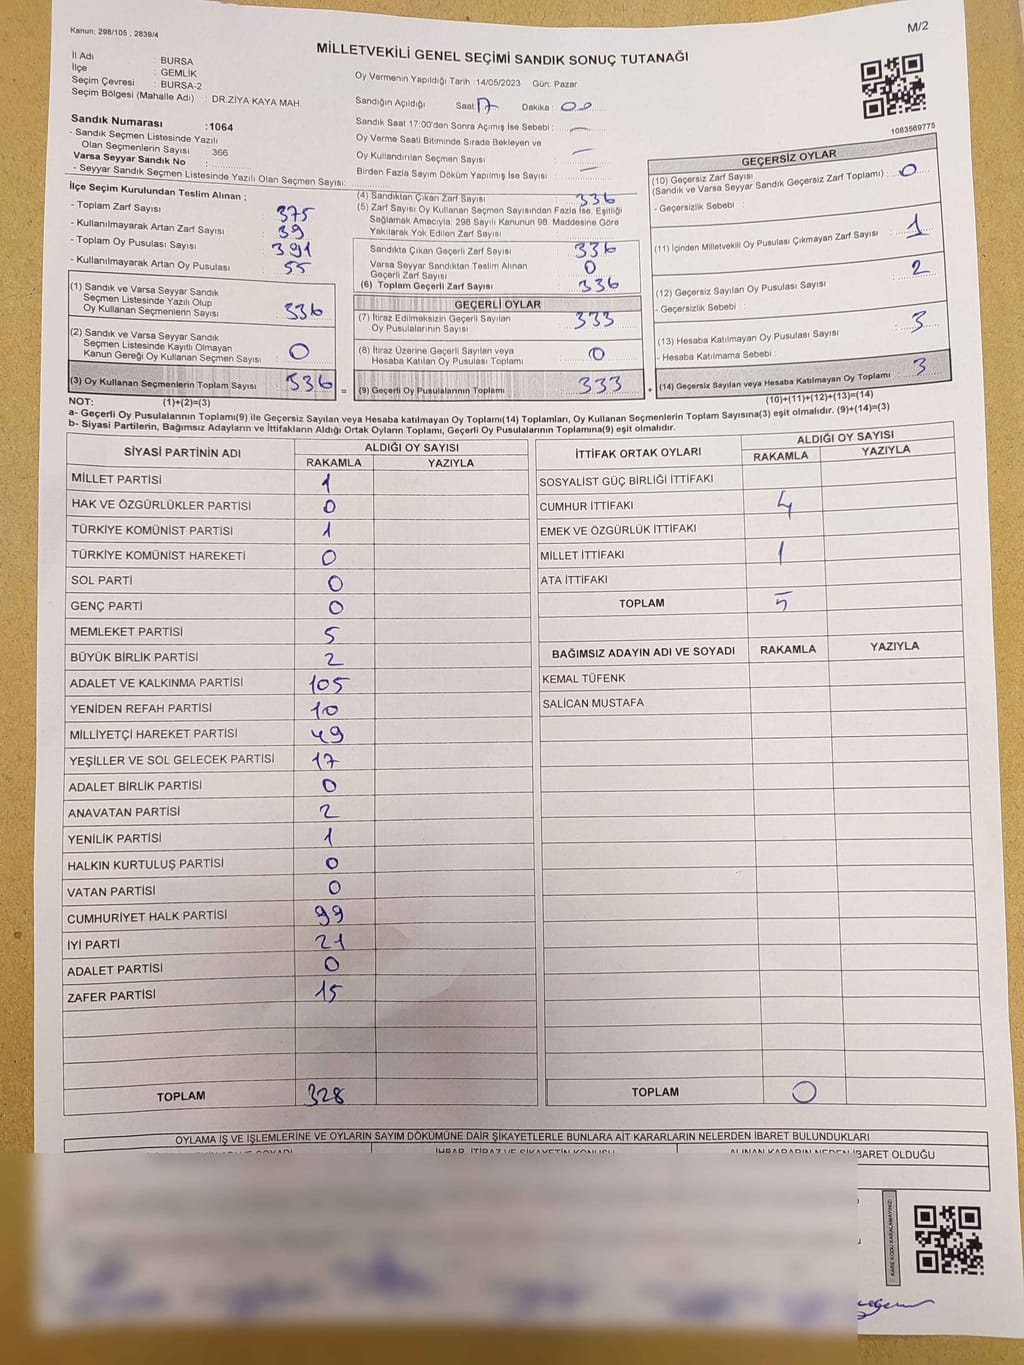 Kanun: 298/105 , 2839/4
M/2
MİLLETVEKİLİ GENEL SEÇİMİ SANDIK SONUÇ TUTANAĞI
İl Adı : BURSA
İlçe : GEMLİK
Seçim Çevresi : BURSA-2
Seçim Bölgesi (Mahalle Adı) : DR.ZİYA KAYA MAH.
Sandık Numarası :1064
- Sandık Seçmen Listesinde Yazılı
Olan Seçmenlerin Sayısı : 366
Varsa Seyyar Sandık No :
- Seyyar Sandık Seçmen Listesinde Yazılı Olan Seçmen Sayısı:
Oy Vermenin Yapıldığı Tarih :14/05/2023 Gün: Pazar
Sandığın Açıldığı Saat: 17 Dakika : 00
Sandık Saat 17:00'den Sonra Açımış İse Sebebi : —
Oy Verme Saati Bitiminde Sırada Bekleyen ve
Oy Kullandırılan Seçmen Sayısı : —
Birden Fazla Sayım Döküm Yapılmış İse Sayısı : —
1083569775
İlçe Seçim Kurulundan Teslim Alınan ;
- Toplam Zarf Sayısı : 375
- Kullanılmayarak Artan Zarf Sayısı : 39
- Toplam Oy Pusulası Sayısı : 391
- Kullanılmayarak Artan Oy Pusulası : 55
(1) Sandık ve Varsa Seyyar Sandık
Seçmen Listesinde Yazılı Olup
Oy Kullanan Seçmenlerin Sayısı : 336
(2) Sandık ve Varsa Seyyar Sandık
Seçmen Listesinde Kayıtlı Olmayan
Kanun Gereği Oy Kullanan Seçmen Sayısı : 0
(3) Oy Kullanan Seçmenlerin Toplam Sayısı : 336 =
(4) Sandıktan Çıkan Zarf Sayısı : 336
(5) Zarf Sayısı Oy Kullanan Seçmen Sayısından Fazla İse, Eşitliği
Sağlamak Amacıyla; 298 Sayılı Kanunun 98. Maddesine Göre
Yakılarak Yok Edilen Zarf Sayısı :
Sandıkta Çıkan Geçerli Zarf Sayısı : 336
Varsa Seyyar Sandıktan Teslim Alınan
Geçerli Zarf Sayısı : 0
(6) Toplam Geçerli Zarf Sayısı : 336
GEÇERLİ OYLAR
(7) İtiraz Edilmeksizin Geçerli Sayılan
Oy Pusulalarının Sayısı : 333
(8) İtiraz Üzerine Geçerli Sayılan veya
Hesaba Katılan Oy Pusulası Toplamı : 0
(9) Geçerli Oy Pusulalarının Toplamı : 333 +
GEÇERSİZ OYLAR
(10) Geçersiz Zarf Sayısı
(Sandık ve Varsa Seyyar Sandık Geçersiz Zarf Toplamı) : 0
- Geçersizlik Sebebi :
(11) İçinden Milletvekili Oy Pusulası Çıkmayan Zarf Sayısı : 1
(12) Geçersiz Sayılan Oy Pusulası Sayısı : 2
- Geçersizlik Sebebi :
(13) Hesaba Katılmayan Oy Pusulası Sayısı : 3
- Hesaba Katılmama Sebebi :
(14) Geçersiz Sayılan veya Hesaba Katılmayan Oy Toplamı : 3
NOT: (1)+(2)=(3) (10)+(11)+(12)+(13)=(14)
a- Geçerli Oy Pusulalarının Toplamı(9) ile Geçersiz Sayılan veya Hesaba katılmayan Oy Toplamı(14) Toplamları, Oy Kullanan Seçmenlerin Toplam Sayısına(3) eşit olmalıdır. (9)+(14)=(3)
b- Siyasi Partilerin, Bağımsız Adayların ve İttifakların Aldığı Ortak Oyların Toplamı, Geçerli Oy Pusulalarının Toplamına(9) eşit olmalıdır.
SİYASİ PARTİNİN ADI ALDIĞI OY SAYISI
RAKAMLA YAZIYLA
MİLLET PARTİSİ 1
HAK VE ÖZGÜRLÜKLER PARTİSİ 0
TÜRKİYE KOMÜNİST PARTİSİ 1
TÜRKİYE KOMÜNİST HAREKETİ 0
SOL PARTİ 0
GENÇ PARTİ 0
MEMLEKET PARTİSİ 5
BÜYÜK BİRLİK PARTİSİ 2
ADALET VE KALKINMA PARTİSİ 105
YENİDEN REFAH PARTİSİ 10
MİLLİYETÇİ HAREKET PARTİSİ 49
YEŞİLLER VE SOL GELECEK PARTİSİ 17
ADALET BİRLİK PARTİSİ 0
ANAVATAN PARTİSİ 2
YENİLİK PARTİSİ 1
HALKIN KURTULUŞ PARTİSİ 0
VATAN PARTİSİ 0
CUMHURİYET HALK PARTİSİ 99
İYİ PARTİ 21
ADALET PARTİSİ 0
ZAFER PARTİSİ 15
TOPLAM 328
İTTİFAK ORTAK OYLARI ALDIĞI OY SAYISI
RAKAMLA YAZIYLA
SOSYALİST GÜÇ BİRLİĞİ İTTİFAKI
CUMHUR İTTİFAKI 4
EMEK VE ÖZGÜRLÜK İTTİFAKI
MİLLET İTTİFAKI 1
ATA İTTİFAKI
TOPLAM 5
BAĞIMSIZ ADAYIN ADI VE SOYADI RAKAMLA YAZIYLA
KEMAL TÜFENK
SALİCAN MUSTAFA
TOPLAM 0
OYLAMA İŞ VE İŞLEMLERİNE VE OYLARIN SAYIM DÖKÜMÜNE DAİR ŞİKAYETLERLE BUNLARA AİT KARARLARIN NELERDEN İBARET BULUNDUKLARI
İHBAR, İTİRAZ VE ŞİKAYETİN KONUSU ALINAN KARARIN NEDEN İBARET OLDUĞU
KARE KODU KARALAMAYINIZ!